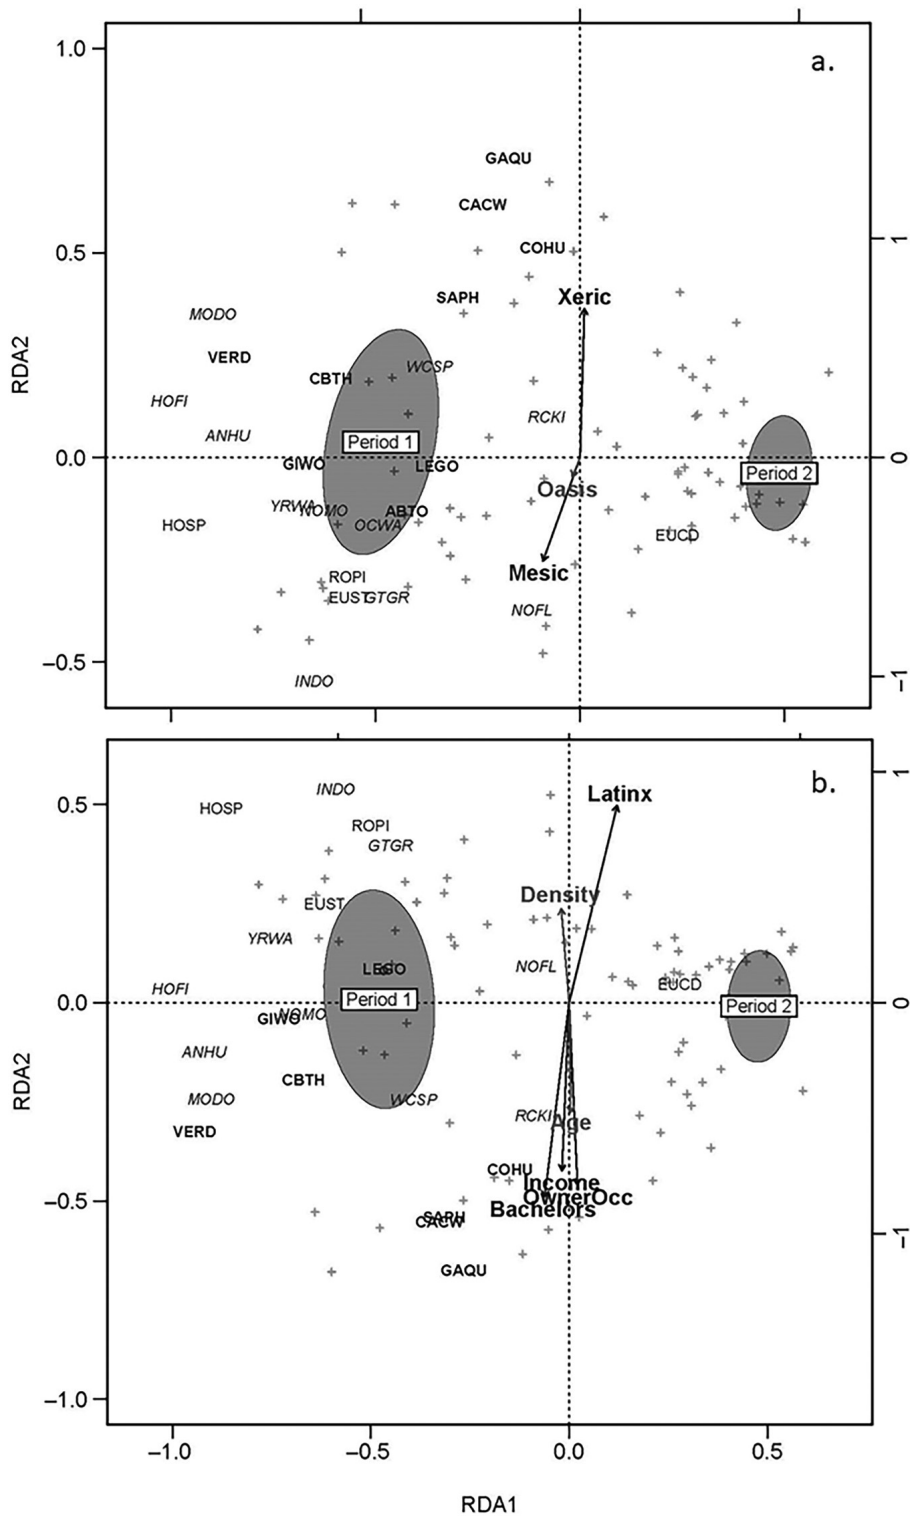 a.
1.0
GAQU
CACW
0.5
COHU
1
SAPH
Xeric
MODO
VERD
RDA2
WCSP
CBTH
HOFI
RCKI
ANHU
Period 1
0.0
GIWO
LEGO
0
Period 2
Oasis
YRWA
NOMO
ABTO
HOSP
OCWA
EUCD
Mesic
ROPI
EUST
GTGR
NOFL
−0.5
INDO
−1
b.
1
INDO
Latinx
0.5
HOSP
ROPI
GTGR
Density
EUST
YRWA
NOFL
LEGO
EUCD
HOFI
Period 1
Period 2
0.0
0
GIWO
NOMO
ANHU
RDA2
CBTH
MODO
WCSP
RCKI
Age
VERD
COHU
Income
−0.5
OwnerOcc
Bachelors
SAPH
CACW
−1
GAQU
−1.0
−1.0 −0.5 0.0 0.5
RDA1